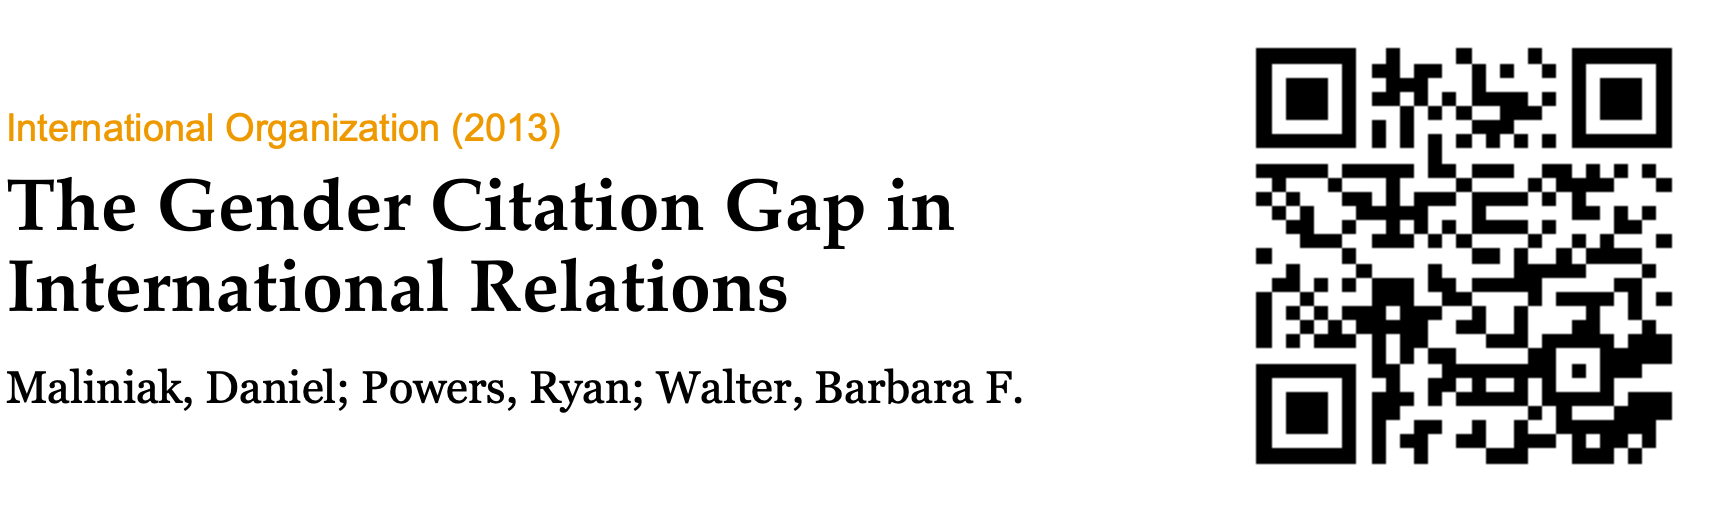 International Organization (2013)
The Gender Citation Gap in
International Relations
Maliniak, Daniel; Powers, Ryan; Walter, Barbara F.